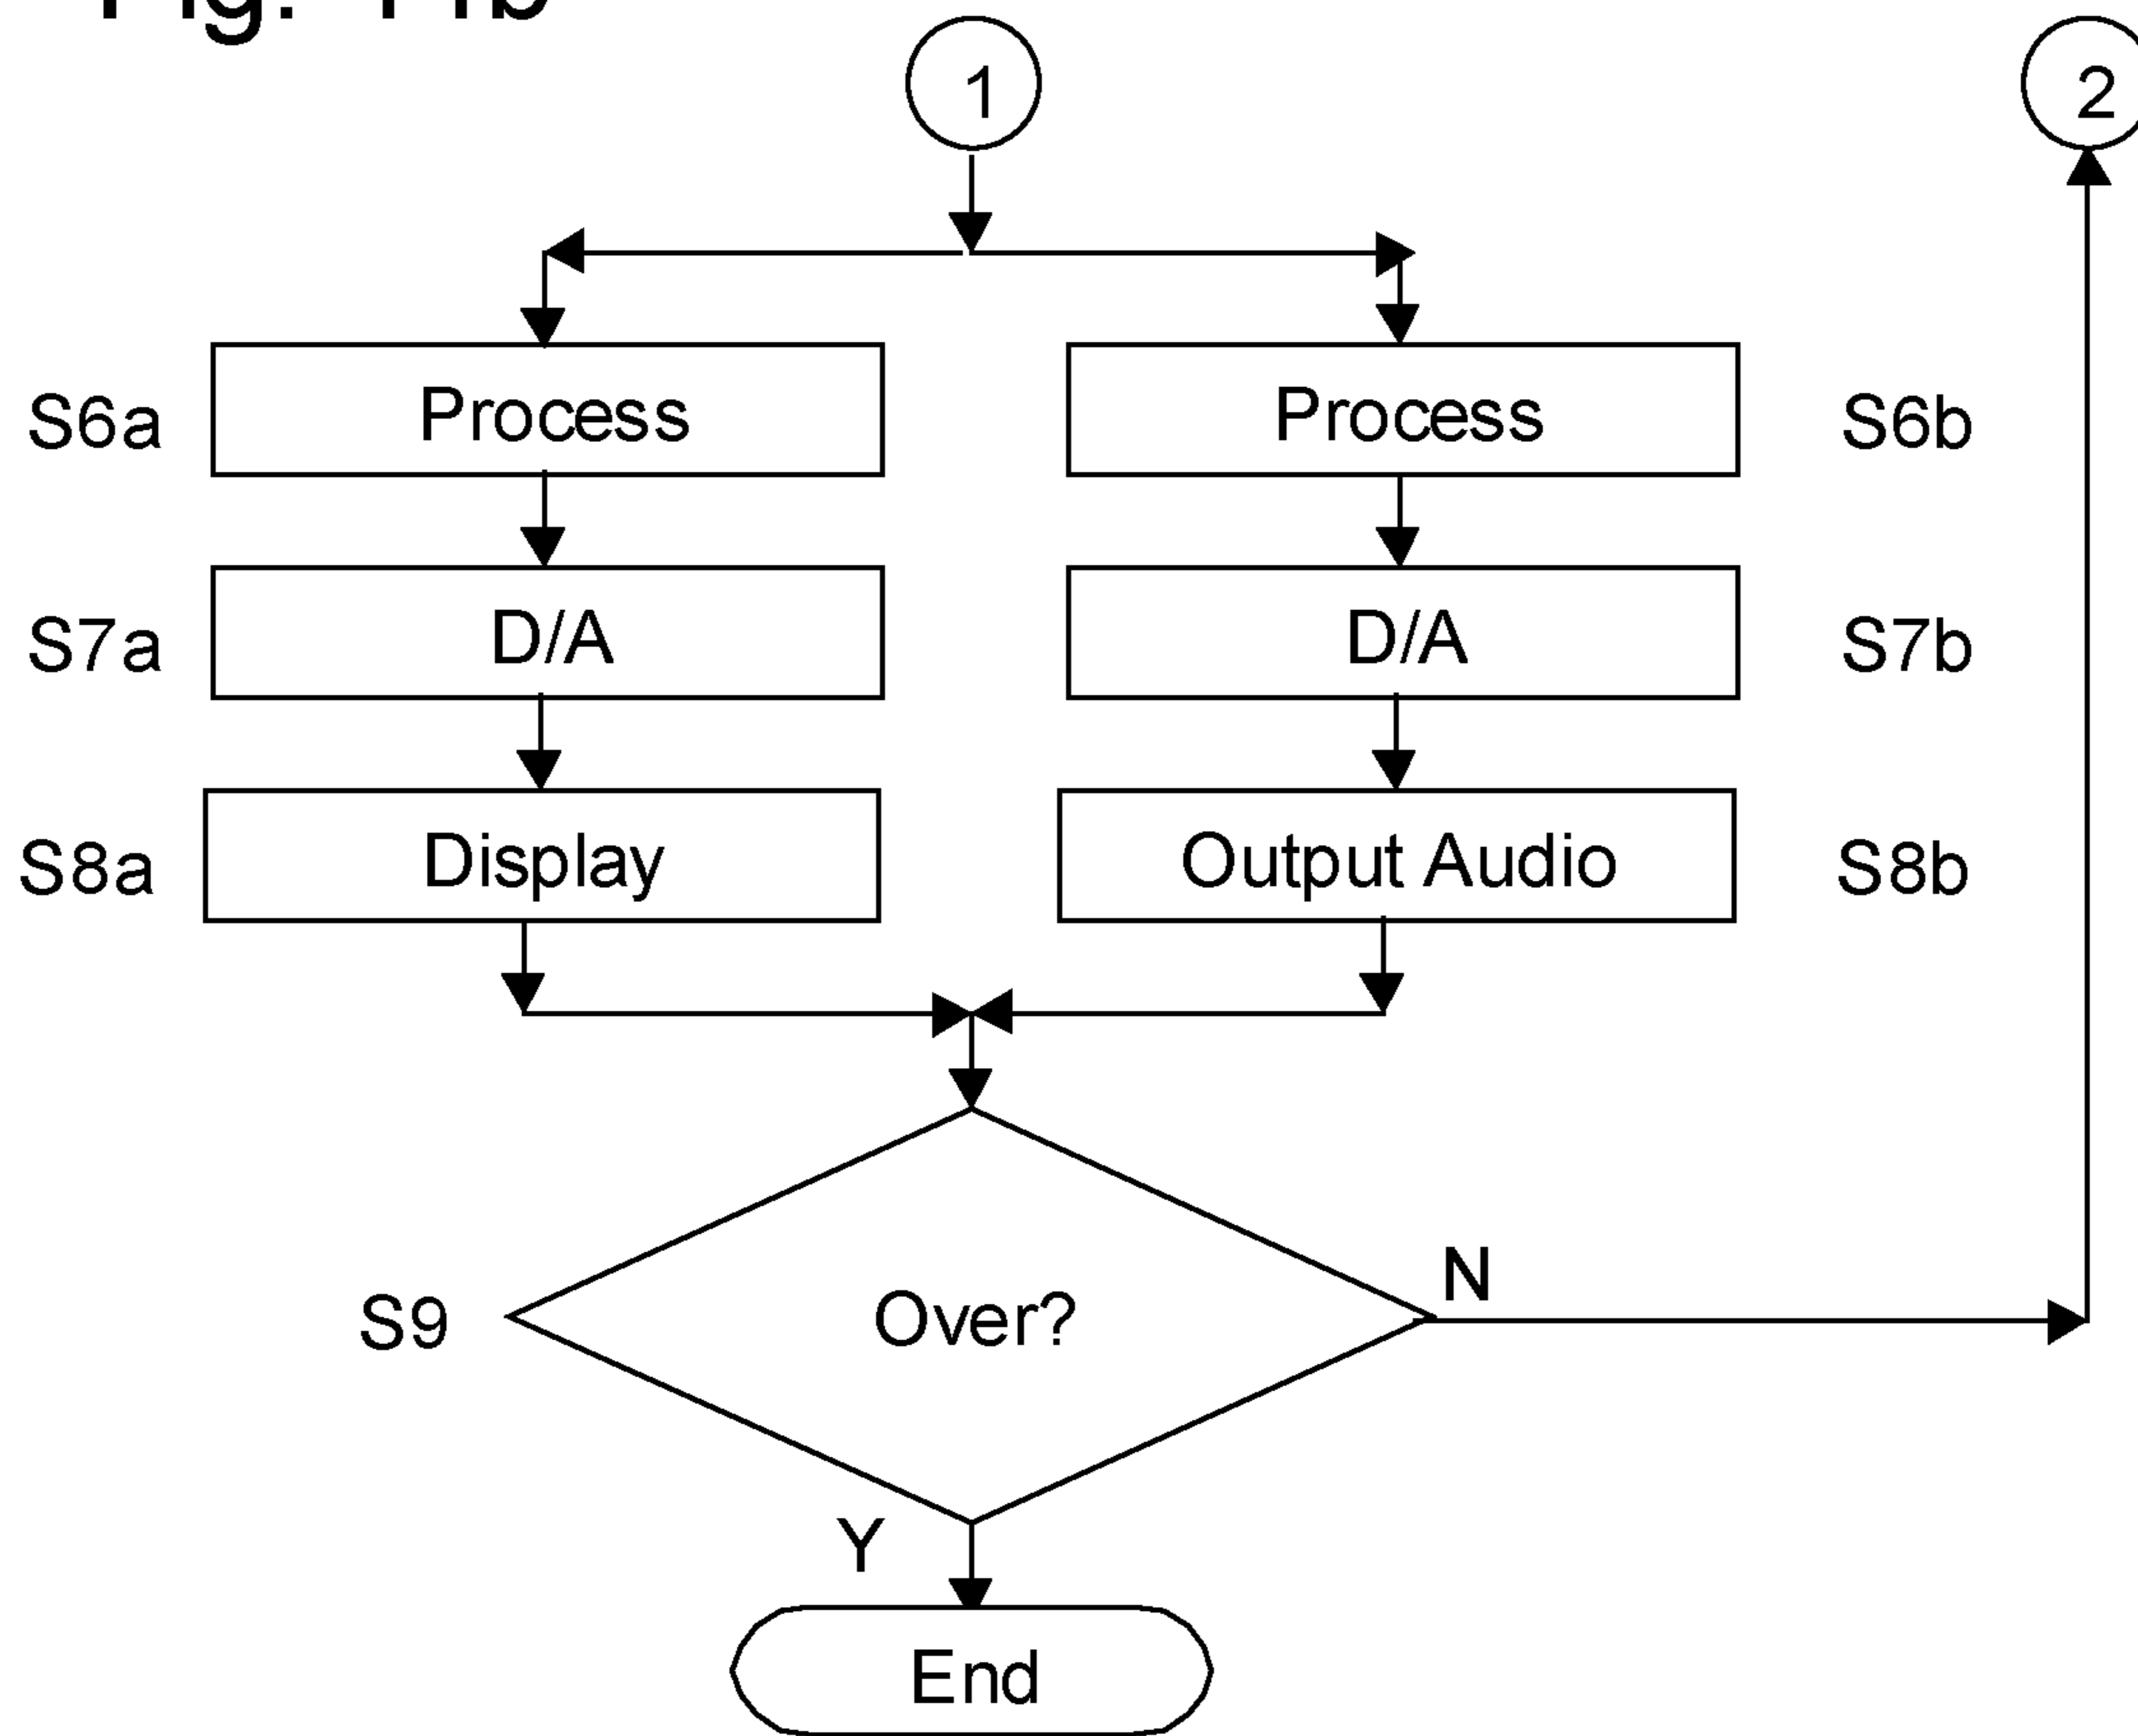 1
2
S6a Process Process S6b
S7a D/A D/A S7b
S8a Display Output Audio S8b
N
S9 Over?
Y
End